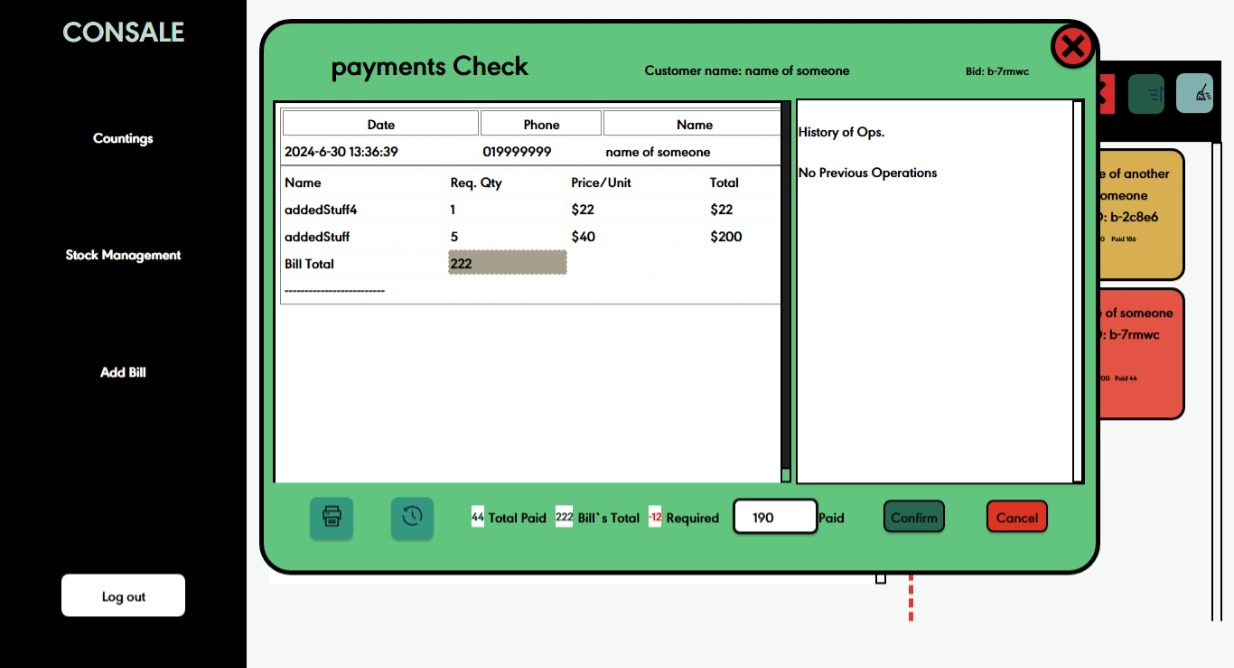 CONSALE
Countings
Stock Management
Add Bill
Log out
payments Check
Customer name: name of someone
Bid: b-7rmwc
Date Phone Name
2024-6-30 13:36:39 019999999 name of someone
Name Req. Qty Price/Unit Total
addedStuff4 1 $22 $22
addedStuff 5 $40 $200
Bill Total 222
-------------------------
History of Ops.
No Previous Operations
44 Total Paid 222 Bill`s Total -12 Required 190 Paid
Confirm
Cancel
of another
b-2c8e6
Paid 186
of someone
b-7rmwc
Paid 44